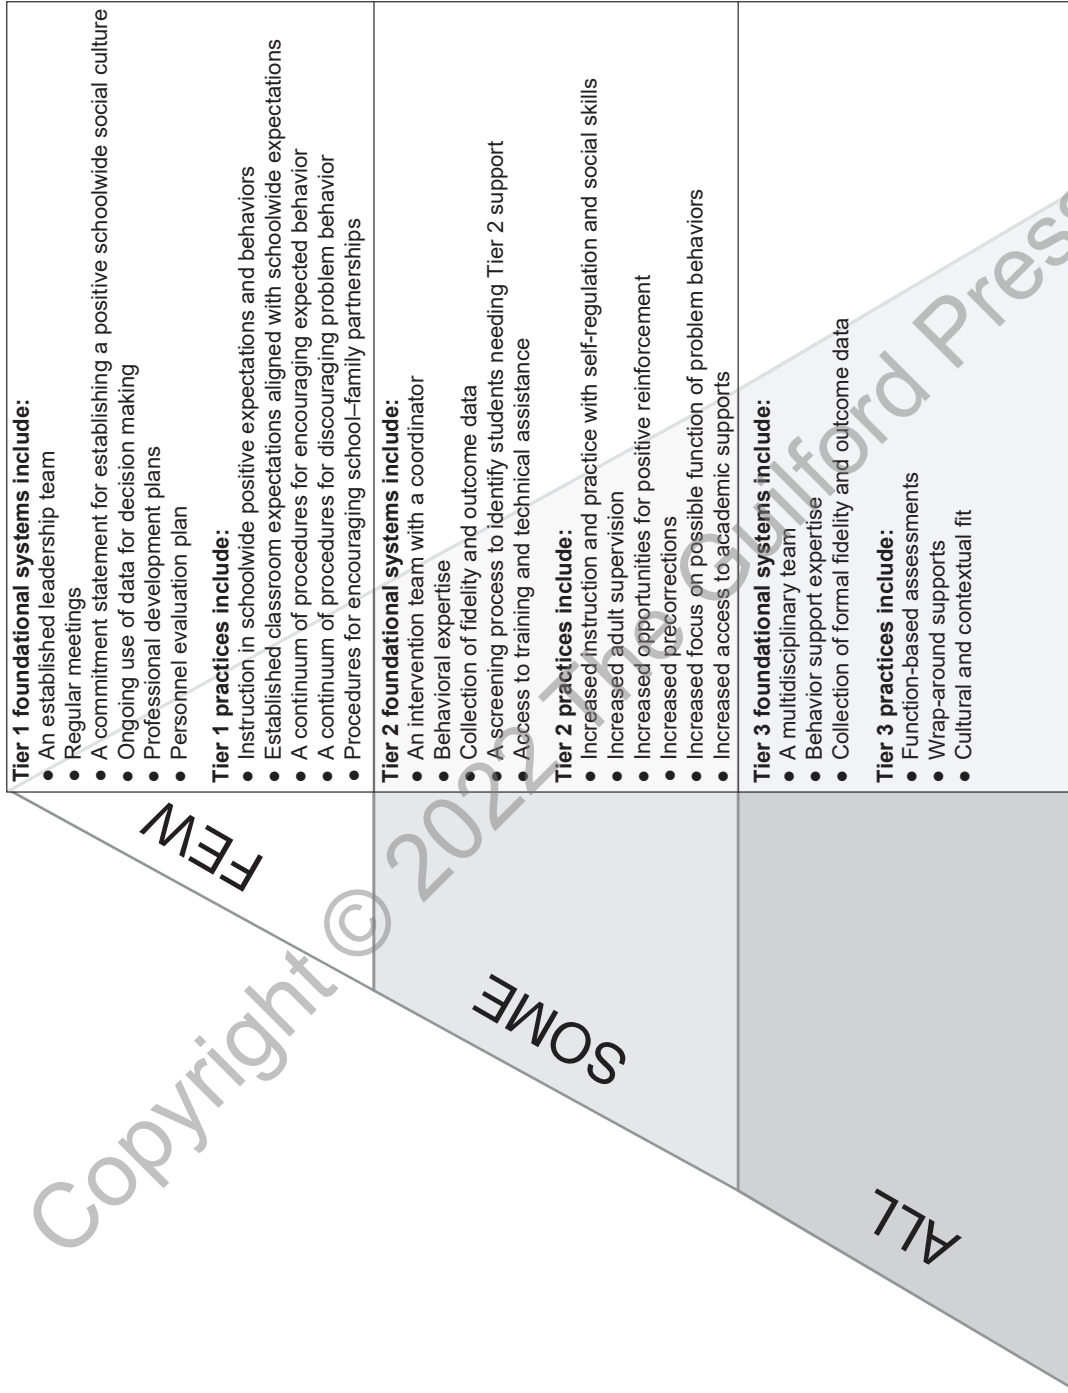 Tier 1 foundational systems include:
● An established leadership team
● Regular meetings
● A commitment statement for establishing a positive schoolwide social culture
● Ongoing use of data for decision making
● Professional development plans
● Personnel evaluation plan
Tier 1 practices include:
● Instruction in schoolwide positive expectations and behaviors
● Established classroom expectations aligned with schoolwide expectations
● A continuum of procedures for encouraging expected behavior
● A continuum of procedures for discouraging problem behavior
● Procedures for encouraging school–family partnerships
FEW
Tier 2 foundational systems include:
● An intervention team with a coordinator
● Behavioral expertise
● Collection of fidelity and outcome data
● A screening process to identify students needing Tier 2 support
● Access to training and technical assistance
Tier 2 practices include:
● Increased instruction and practice with self-regulation and social skills
● Increased adult supervision
● Increased opportunities for positive reinforcement
● Increased precorrections
● Increased focus on possible function of problem behaviors
● Increased access to academic supports
SOME
Tier 3 foundational systems include:
● A multidisciplinary team
● Behavior support expertise
● Collection of formal fidelity and outcome data
Tier 3 practices include:
● Function-based assessments
● Wrap-around supports
● Cultural and contextual fit
ALL
Copyright © 2022 The Guilford Press